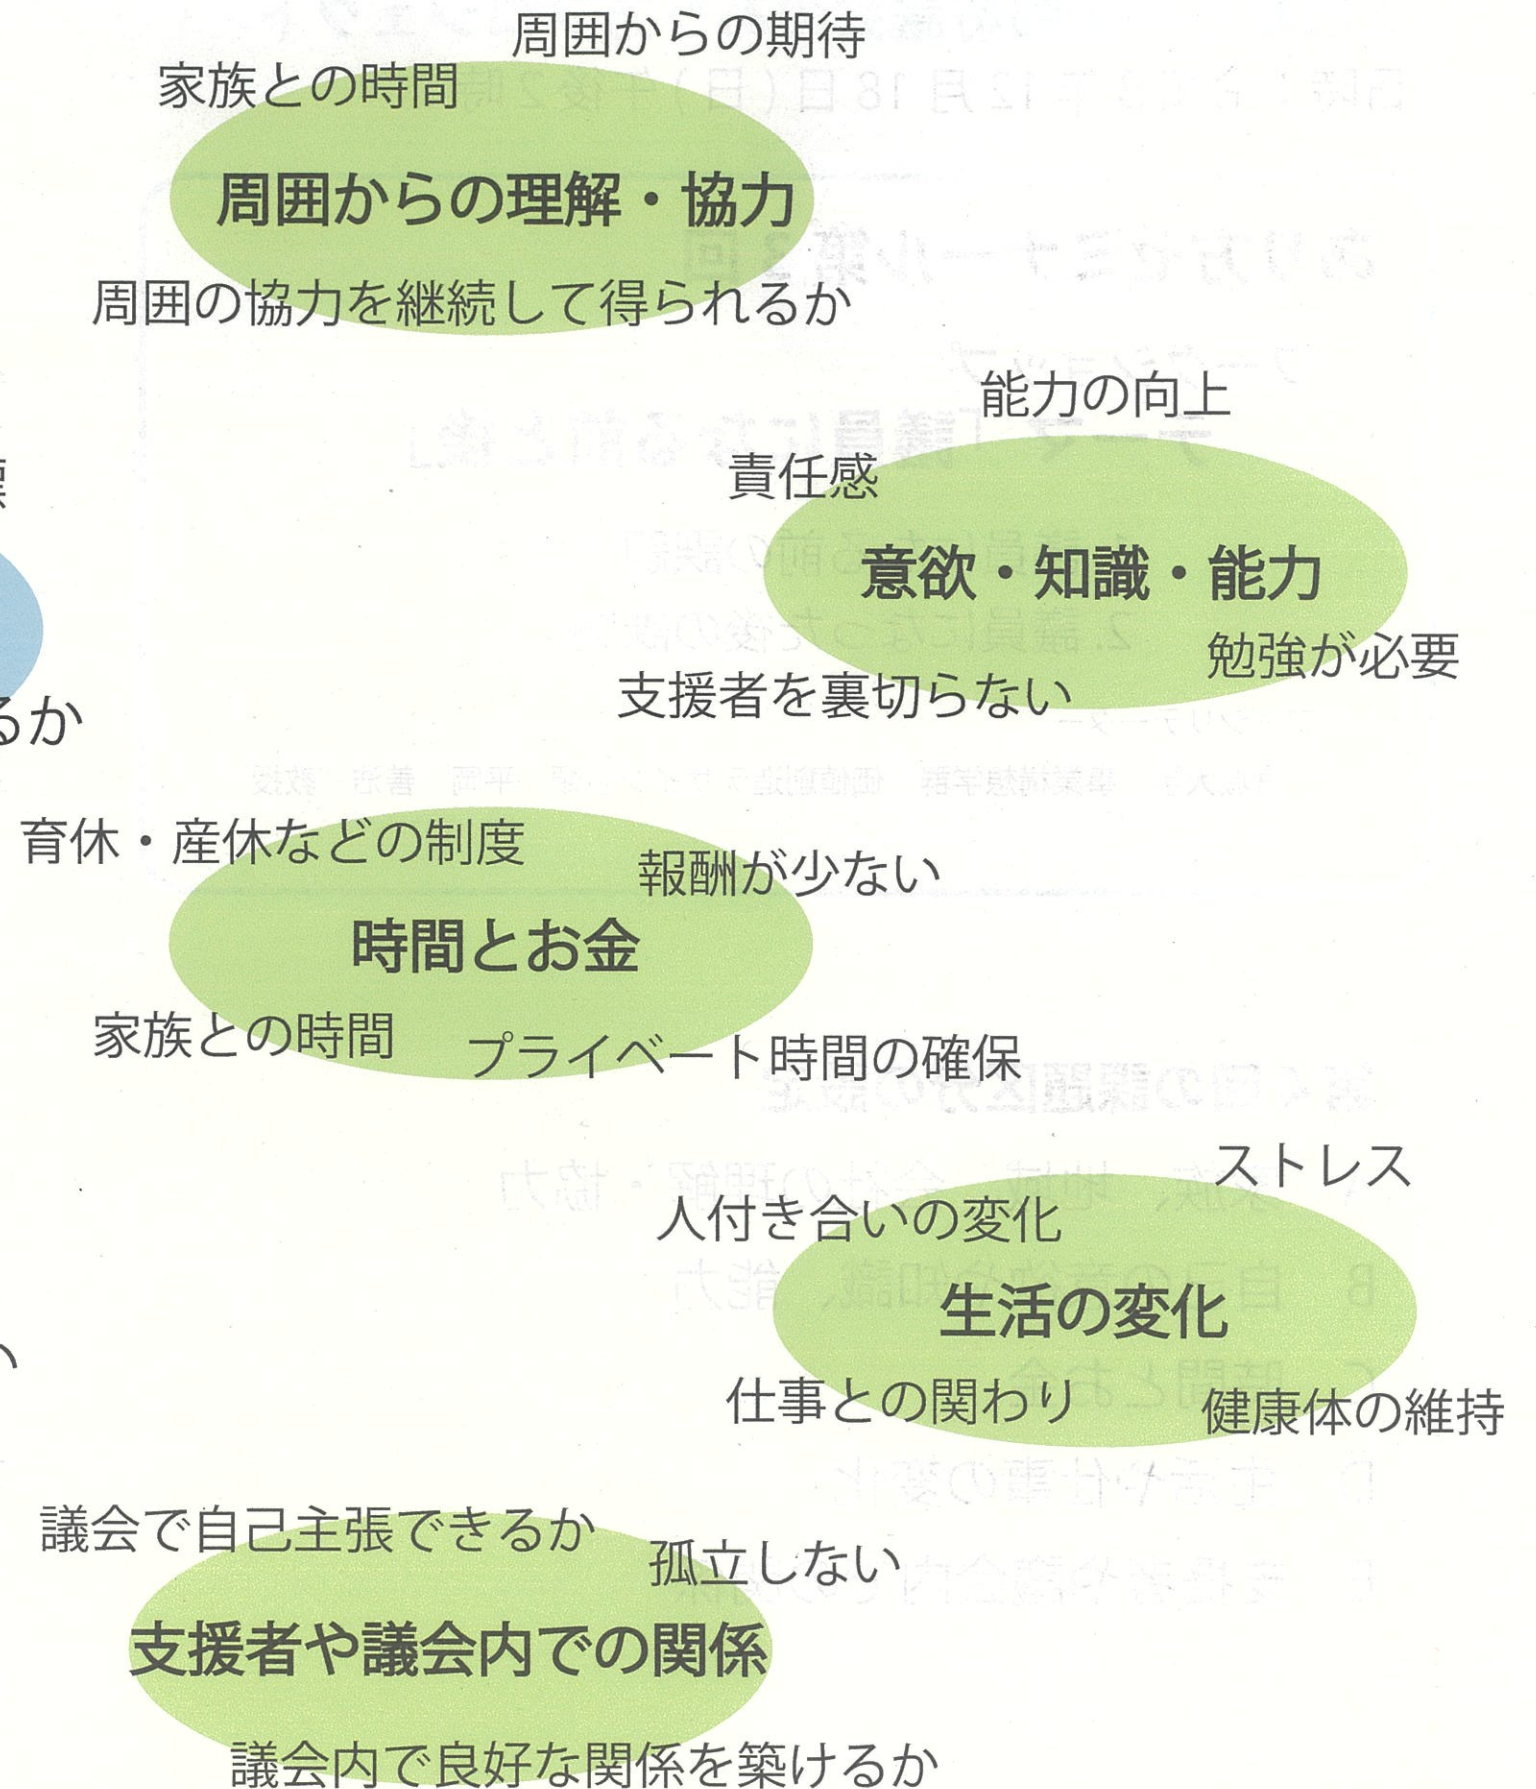 周囲からの期待
家族との時間
周囲からの理解・協力
周囲の協力を継続して得られるか
能力の向上
責任感
意欲・知識・能力
勉強が必要
支援者を裏切らない
るか
育休・産休などの制度
報酬が少ない
時間とお金
家族との時間
プライベート時間の確保
ストレス
人付き合いの変化
生活の変化
仕事との関わり
健康体の維持
議会で自己主張できるか
孤立しない
支援者や議会内での関係
議会内で良好な関係を築けるか